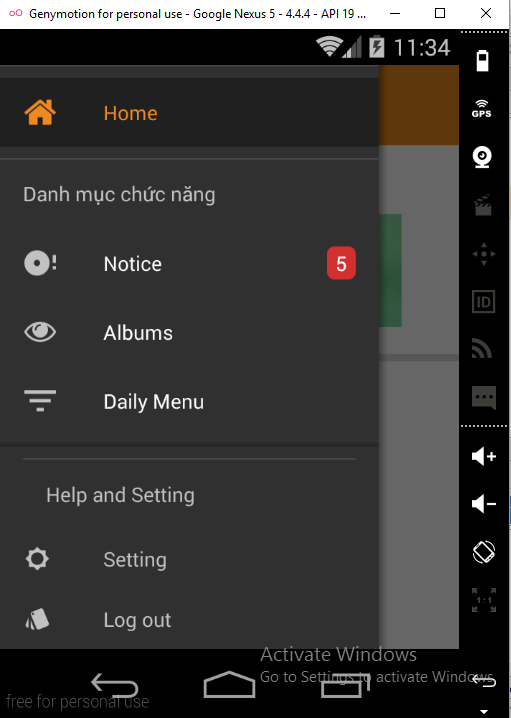 Genymotion for personal use - Google Nexus 5 - 4.4.4 - API 19 ...
11:34
Home
GPS
Danh mục chức năng
Notice
5
Albums
ID
Daily Menu
Help and Setting
Setting
1:1
Log out
Activate Windows
Go to Settings to activate Windows.
free for personal use